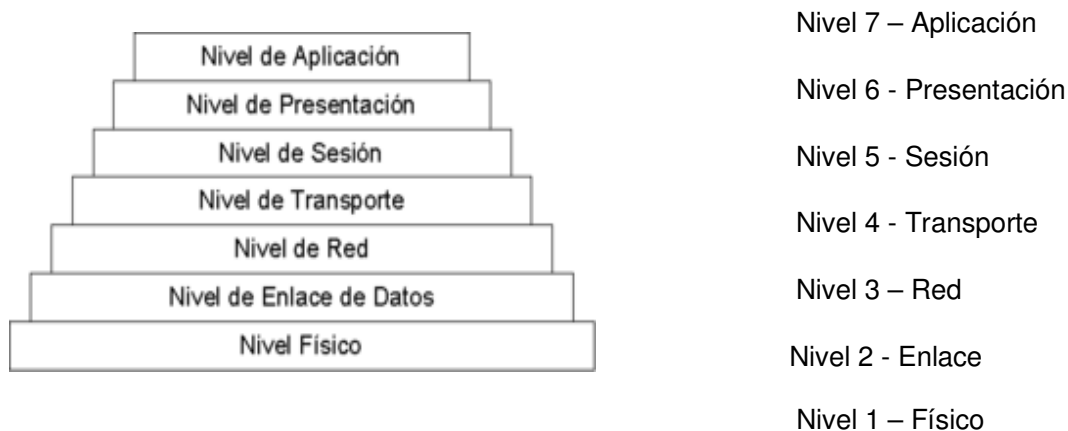 Nivel de Aplicación
Nivel de Presentación
Nivel de Sesión
Nivel de Transporte
Nivel de Red
Nivel de Enlace de Datos
Nivel Físico
Nivel 7 – Aplicación
Nivel 6 - Presentación
Nivel 5 - Sesión
Nivel 4 - Transporte
Nivel 3 – Red
Nivel 2 - Enlace
Nivel 1 – Físico